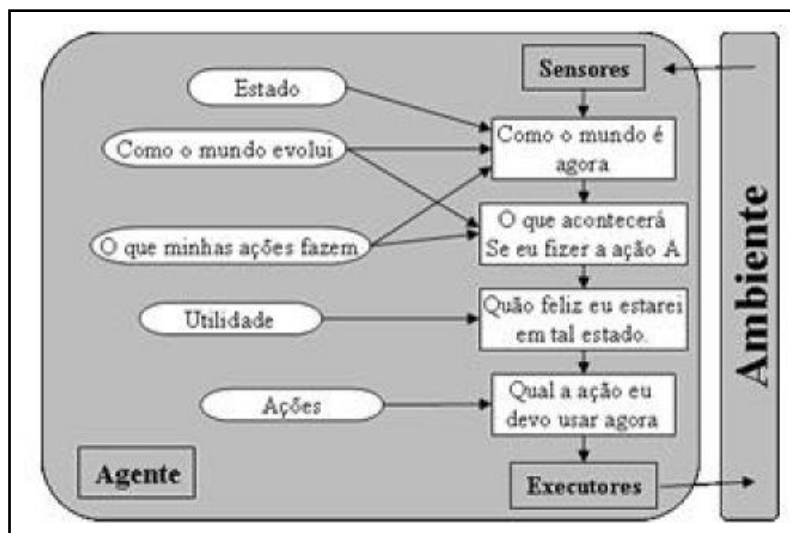 Sensores
Estado
Como o mundo é
agora
Como o mundo evolui
O que acontecerá
Se eu fizer a ação A
O que minhas ações fazem
Quão feliz eu estarei
em tal estado.
Utilidade
Qual a ação eu
devo usar agora
Ações
Agente
Executores
Ambiente